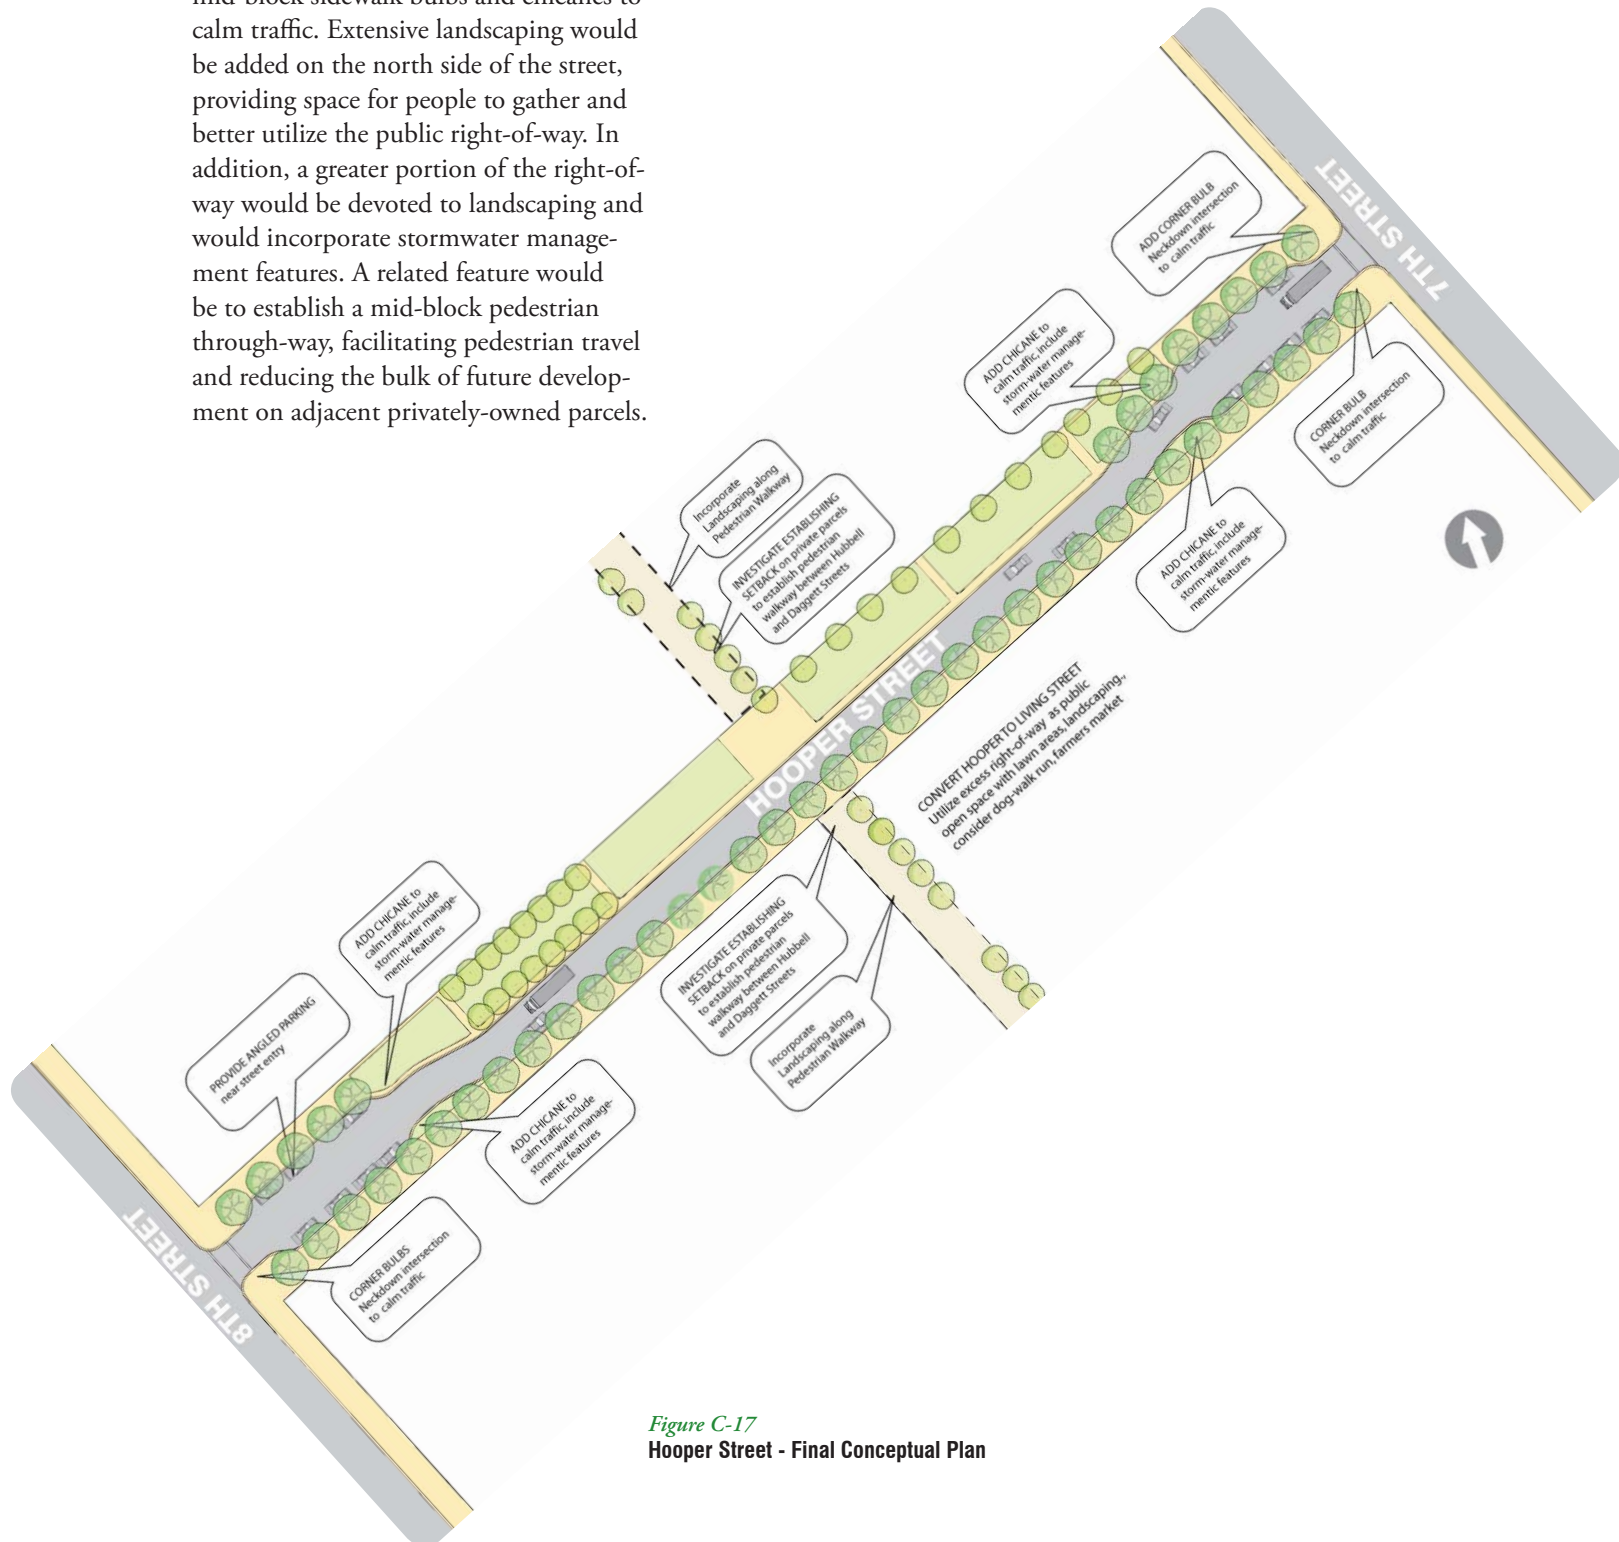 mid-block sidewalk bulbs and chicanes to
calm traffic. Extensive landscaping would
be added on the north side of the street,
providing space for people to gather and
better utilize the public right-of-way. In
addition, a greater portion of the right-of-
way would be devoted to landscaping and
would incorporate stormwater manage-
ment features. A related feature would
be to establish a mid-block pedestrian
through-way, facilitating pedestrian travel
and reducing the bulk of future develop-
ment on adjacent privately-owned parcels.
7TH STREET
ADD CORNER BULB
Neckdown intersection
to calm traffic
ADD CHICANE to
calm traffic, include
storm-water manage-
mentic features
CORNER BULB
Neckdown intersection
to calm traffic
Incorporate
Landscaping along
Pedestrian Walkway
INVESTIGATE ESTABLISHING
SETBACK on private parcels
to establish pedestrian
walkway between Hubbell
and Daggett Streets
ADD CHICANE to
calm traffic, include
storm-water manage-
mentic features
HOOPER STREET
CONVERT HOOPER TO LIVING STREET
Utilize excess right-of-way as public
open space with lawn areas, landscaping.,
consider dog-walk run, farmers market
ADD CHICANE to
calm traffic, include
storm-water manage-
mentic features
INVESTIGATE ESTABLISHING
SETBACK on private parcels
to establish pedestrian
walkway between Hubbell
and Daggett Streets
PROVIDE ANGLED PARKING
near street entry
Incorporate
Landscaping along
Pedestrian Walkway
ADD CHICANE to
calm traffic, include
storm-water manage-
mentic features
CORNER BULBS
Neckdown intersection
to calm traffic
8TH STREET
Figure C-17
Hooper Street - Final Conceptual Plan